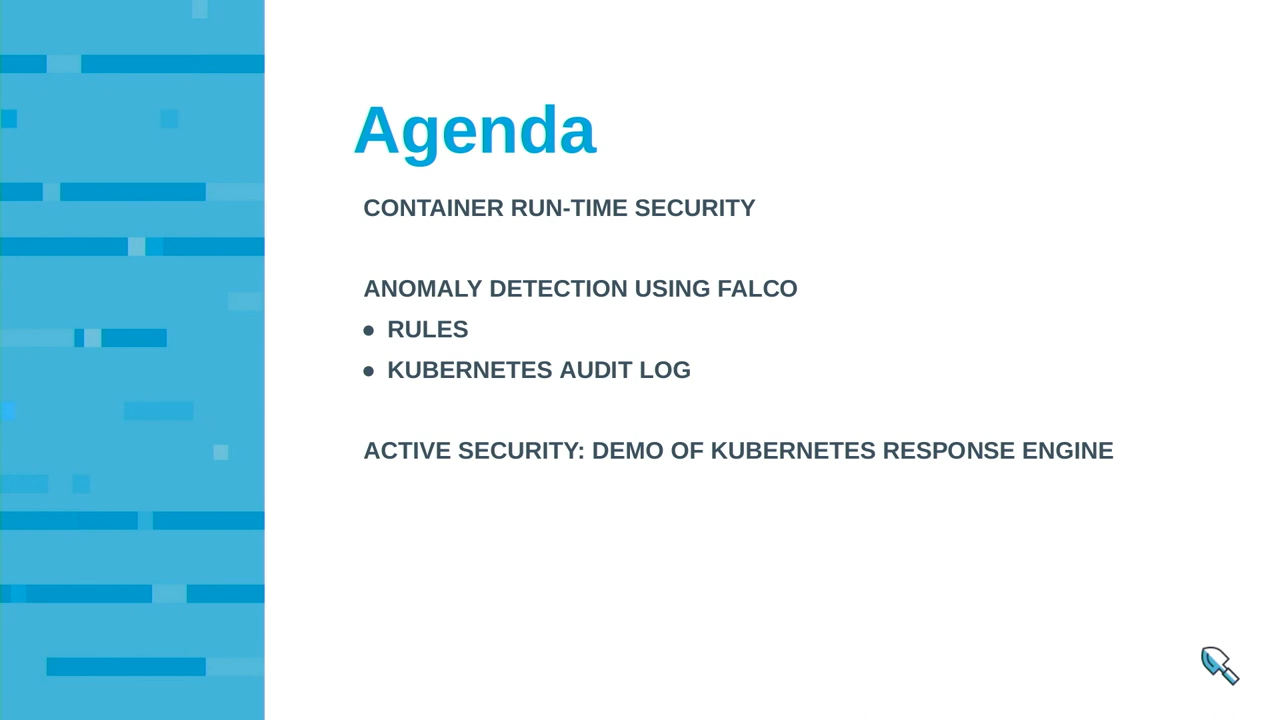 Agenda
CONTAINER RUN-TIME SECURITY
ANOMALY DETECTION USING FALCO
● RULES
● KUBERNETES AUDIT LOG
ACTIVE SECURITY: DEMO OF KUBERNETES RESPONSE ENGINE